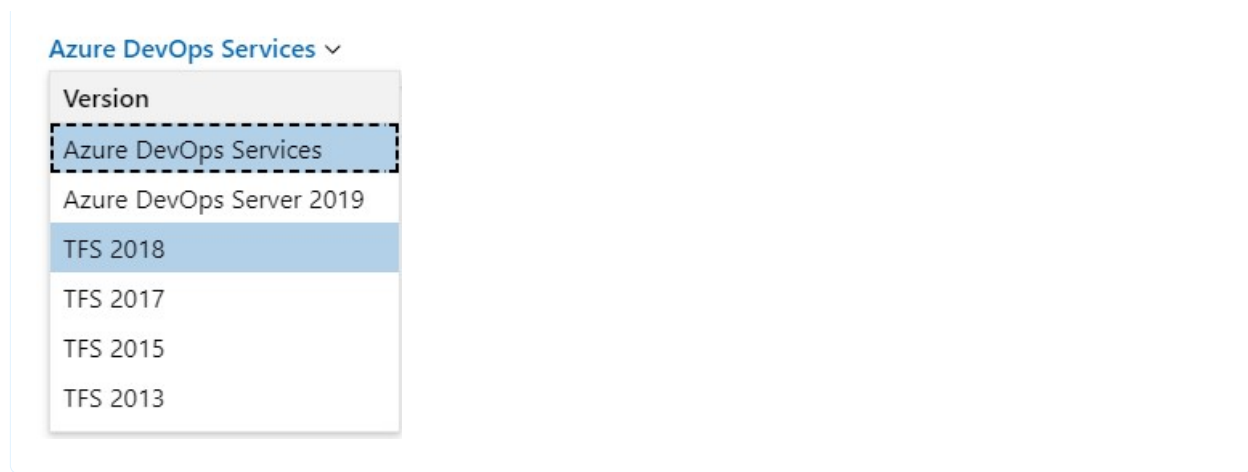 Azure DevOps Services
Version
Azure DevOps Services
Azure DevOps Server 2019
TFS 2018
TFS 2017
TFS 2015
TFS 2013